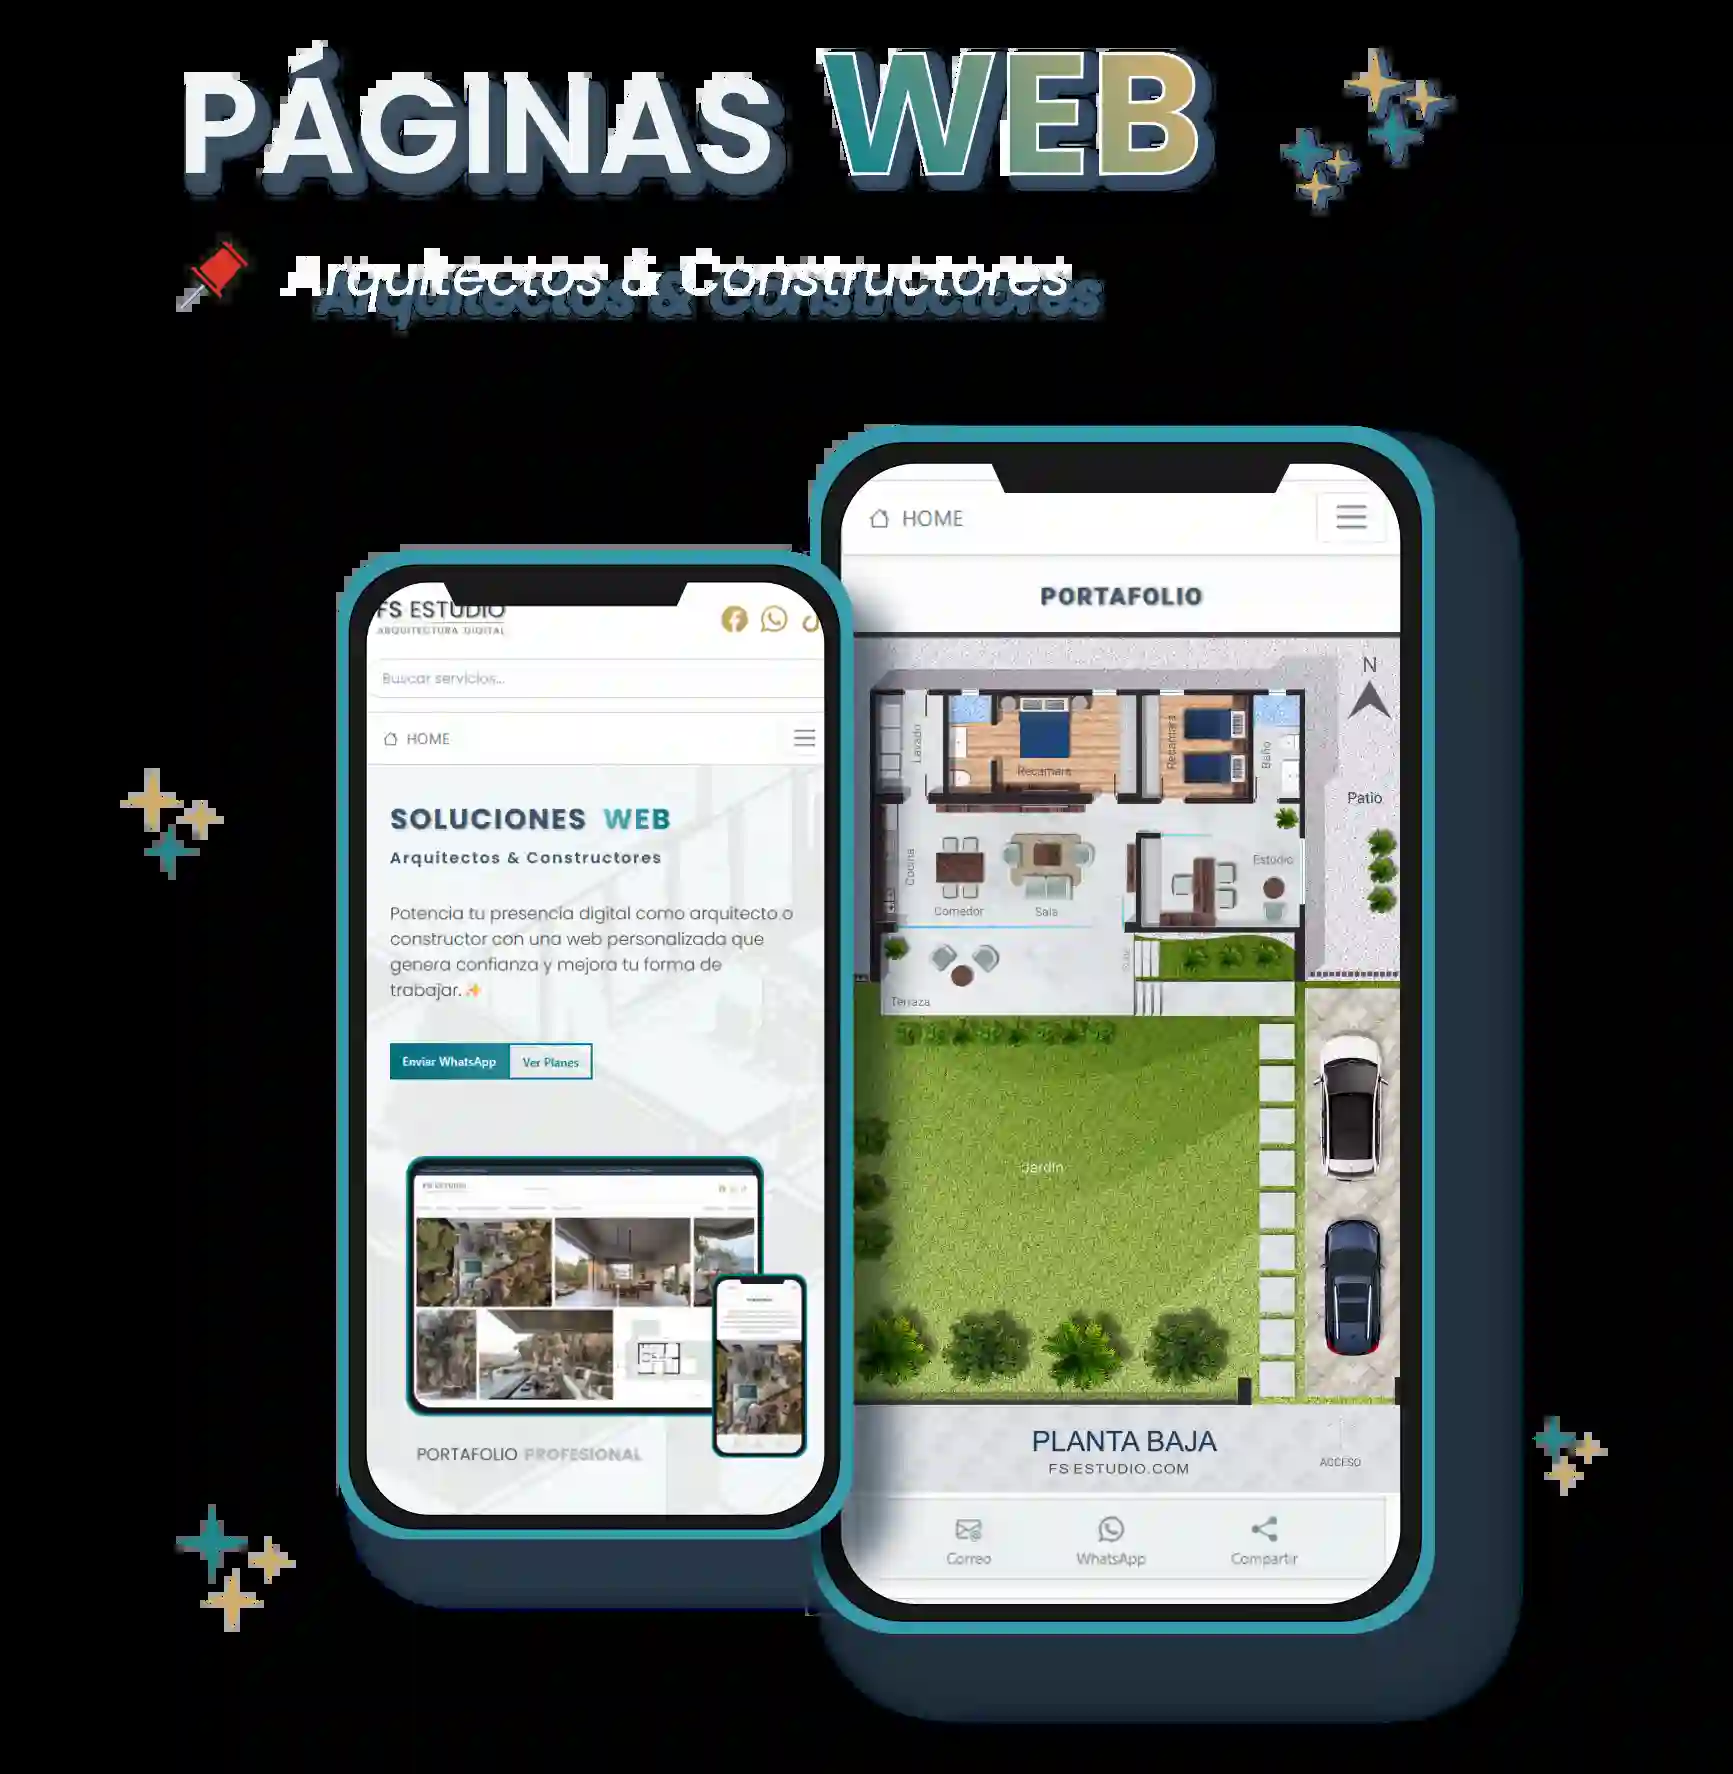 PÁGINAS WEB
Arquitectos & Constructores
FS ESTUDIO
ARQUITECTURA DIGITAL
Buscar servicios...
HOME
SOLUCIONES WEB
Arquitectos & Constructores
Potencia tu presencia digital como arquitecto o
constructor con una web personalizada que
genera confianza y mejora tu forma de
trabajar.
Enviar WhatsApp
Ver Planes
FS ESTUDIO
PORTAFOLIO PROFESIONAL
HOME
PORTAFOLIO
N
Lavado
Recamara
Recamara
Baño
Patio
Cocina
Comedor
Sala
Estudio
Terraza
Jardín
PLANTA BAJA
FSESTUDIO.COM
ACCESO
Correo
WhatsApp
Compartir